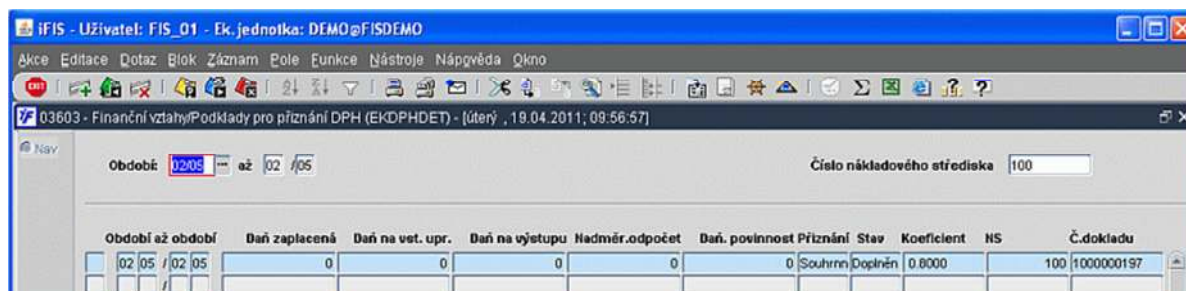 iFIS - Uživatel: FIS_01 - Ek.jednotka: DEMO@FISDEMO
Akce Editace Dotaz Blok Záznam Pole Funkce Nástroje Nápověda Okno
EXIT
03603 - Finanční vztahy/Podklady pro přiznání DPH (EKDPHDET) - [úterý , 19.04.2011; 09:56:57]
Nav
Období: 02/05 ... až 02 /05 Číslo nákladového střediska 100
Období až období Daň zaplacená Daň na vst. upr. Daň na výstupu Nadměr.odpočet Daň. povinnost Přiznání Stav Koeficient NS Č.dokladu
02 05 / 02 05 0 0 0 0 0 Souhrnn Doplněn 0.8000 100 1000000197
/